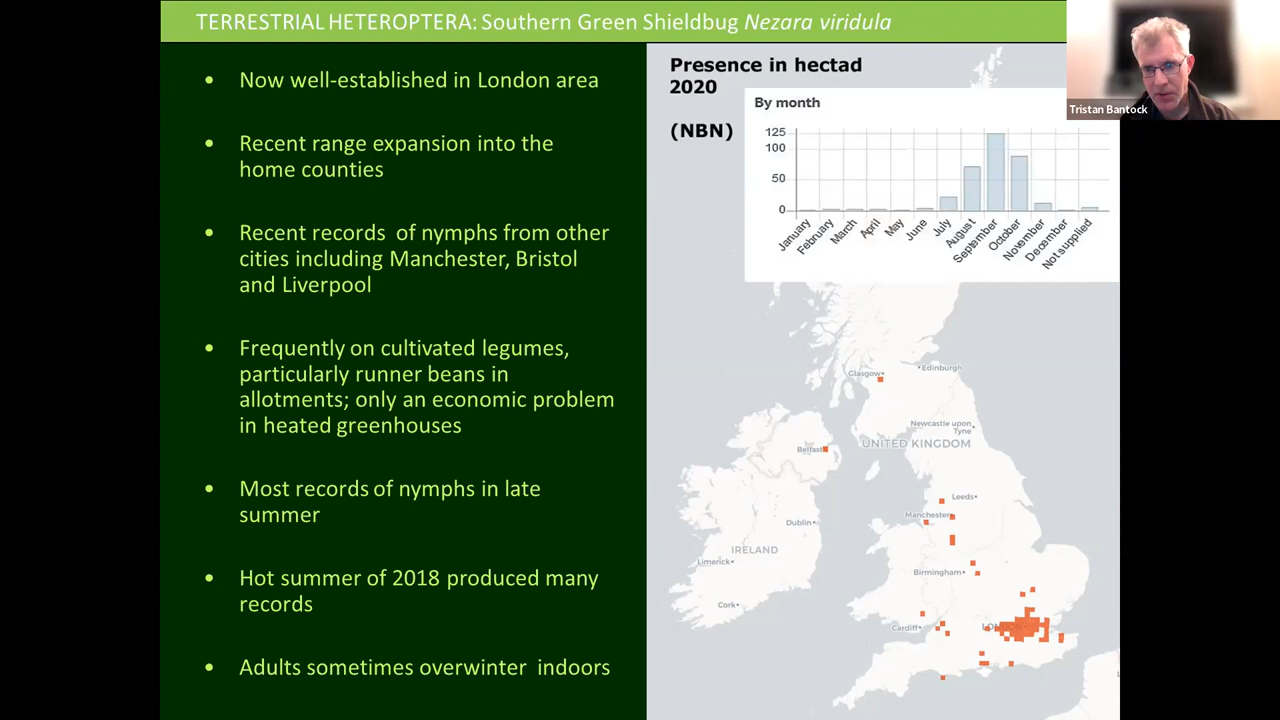 TERRESTRIAL HETEROPTERA: Southern Green Shieldbug Nezara viridula
• Now well-established in London area
• Recent range expansion into the
home counties
• Recent records of nymphs from other
cities including Manchester, Bristol
and Liverpool
• Frequently on cultivated legumes,
particularly runner beans in
allotments; only an economic problem
in heated greenhouses
• Most records of nymphs in late
summer
• Hot summer of 2018 produced many
records
• Adults sometimes overwinter indoors
Presence in hectad
2020
(NBN)
By month
125
100
50
0
January
February
March
April
May
June
July
August
September
October
November
December
Not supplied
Glasgow
Edinburgh
Newcastle upon
Tyne
UNITED KINGDOM
Belfast
Leeds
Manchester
Dublin
IRELAND
Limerick
Birmingham
Cork
Cardiff
Tristan Bantock